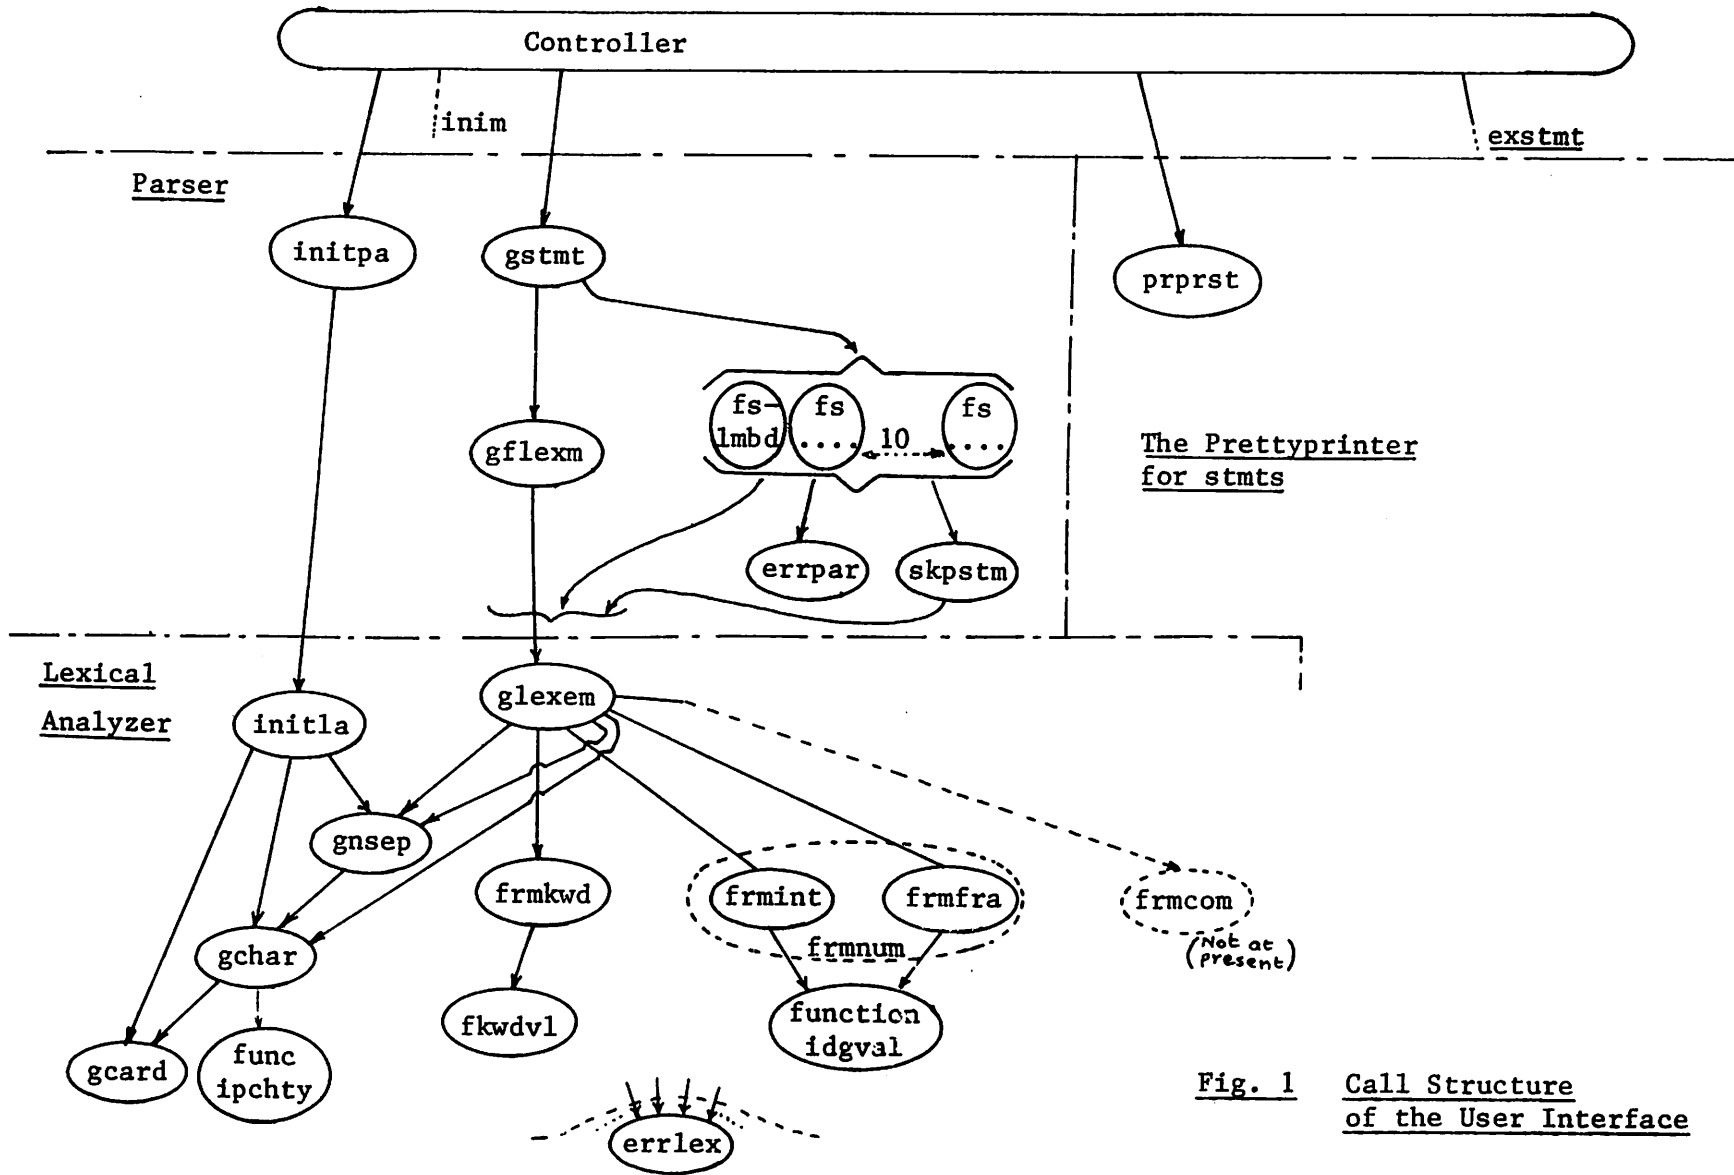 Controller
inim
exstmt
Parser
initpa
gstmt
prprst
fs-
lmbd
fs
....
10
fs
....
gflexm
The Prettyprinter
for stmts
errpar
skpstm
Lexical
Analyzer
glexem
initla
gnsep
frmkwd
frmint
frmfra
frmnum
frmcom
(Not at
present)
gchar
fkwdvl
function
idgval
gcard
func
ipchty
errlex
Fig. 1 Call Structure
of the User Interface